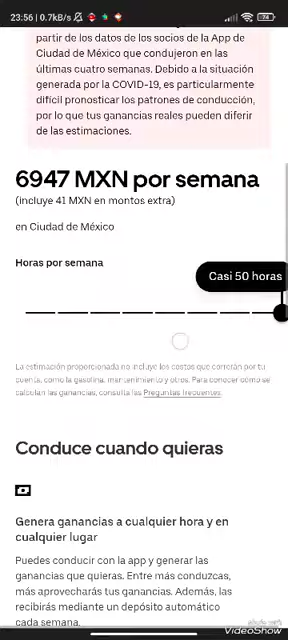 23:56 | 0.7kB/s
74
partir de los datos de los socios de la App de
Ciudad de México que condujeron en las
últimas cuatro semanas. Debido a la situación
generada por la COVID-19, es particularmente
difícil pronosticar los patrones de conducción,
por lo que tus ganancias reales pueden diferir
de las estimaciones.
6947 MXN por semana
(incluye 41 MXN en montos extra)
en Ciudad de México
Horas por semana
Casi 50 horas
La estimación proporcionada no incluye los costos que correrán por tu
cuenta, como la gasolina, mantenimiento y otros. Para conocer cómo se
calculan las ganancias, consulta las Preguntas frecuentes.
Conduce cuando quieras
Genera ganancias a cualquier hora y en
cualquier lugar
Puedes conducir con la app y generar las
ganancias que quieras. Entre más conduzcas,
más aprovecharás tus ganancias. Además, las
recibirás mediante un depósito automático
cada semana.
VideoShow